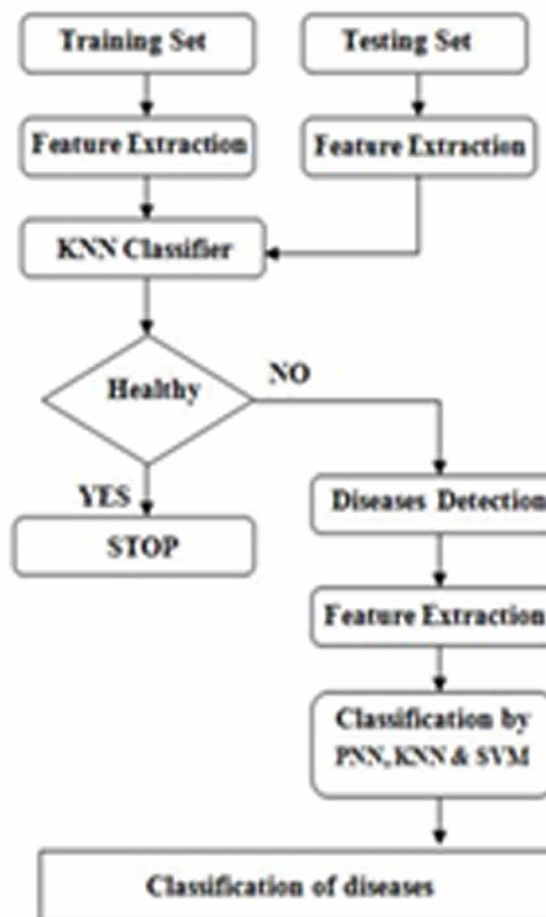 Training Set
Testing Set
Feature Extraction
Feature Extraction
KNN Classifier
Healthy
NO
YES
STOP
Diseases Detection
Feature Extraction
Classification by
PNN, KNN & SVM
Classification of diseases